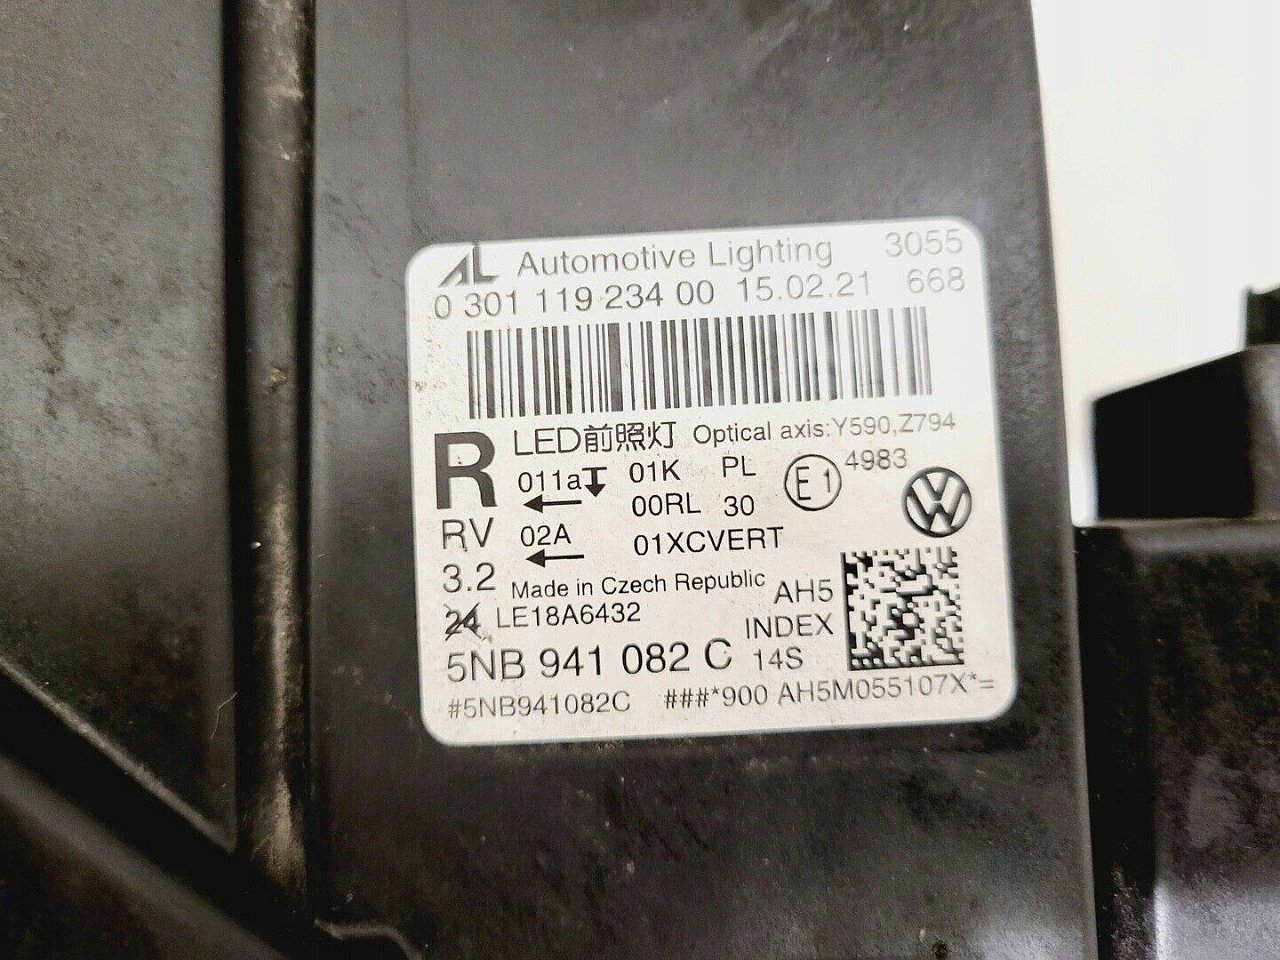 AL Automotive Lighting 3055
0 301 119 234 00 15.02.21 668
R LED前照灯 Optical axis:Y590,Z794
011a 01K PL E1 4983
00RL 30 VW
RV 02A 01XCVERT
3.2 Made in Czech Republic AH5
24 LE18A6432 INDEX
5NB 941 082 C 14S
#5NB941082C ###*900 AH5M055107X*=